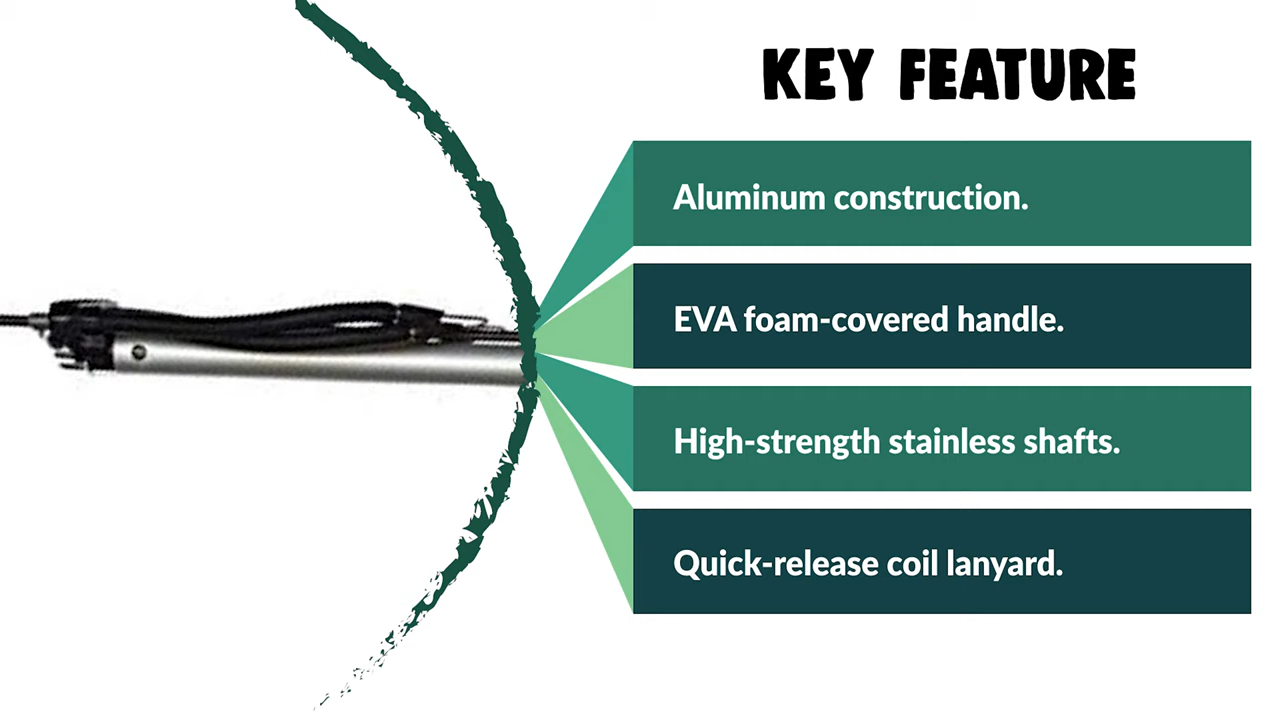 KEY FEATURE
Aluminum construction.
EVA foam-covered handle.
High-strength stainless shafts.
Quick-release coil lanyard.